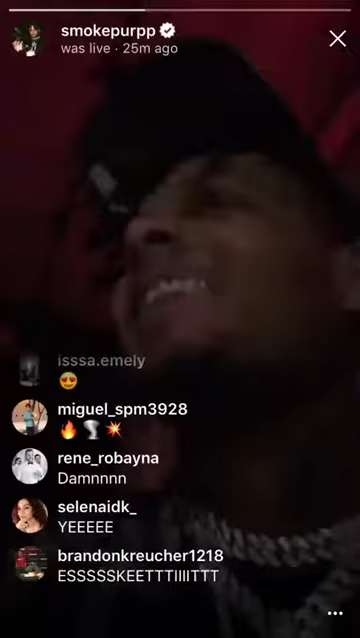 smokepurpp
was live · 25m ago
isssa.emely
😍
miguel_spm3928
🔥🌪️💥
rene_robayna
Damnnnn
selenaidk_
YEEEEE
brandonkreucher1218
ESSSSSKEETTTIIIITTT